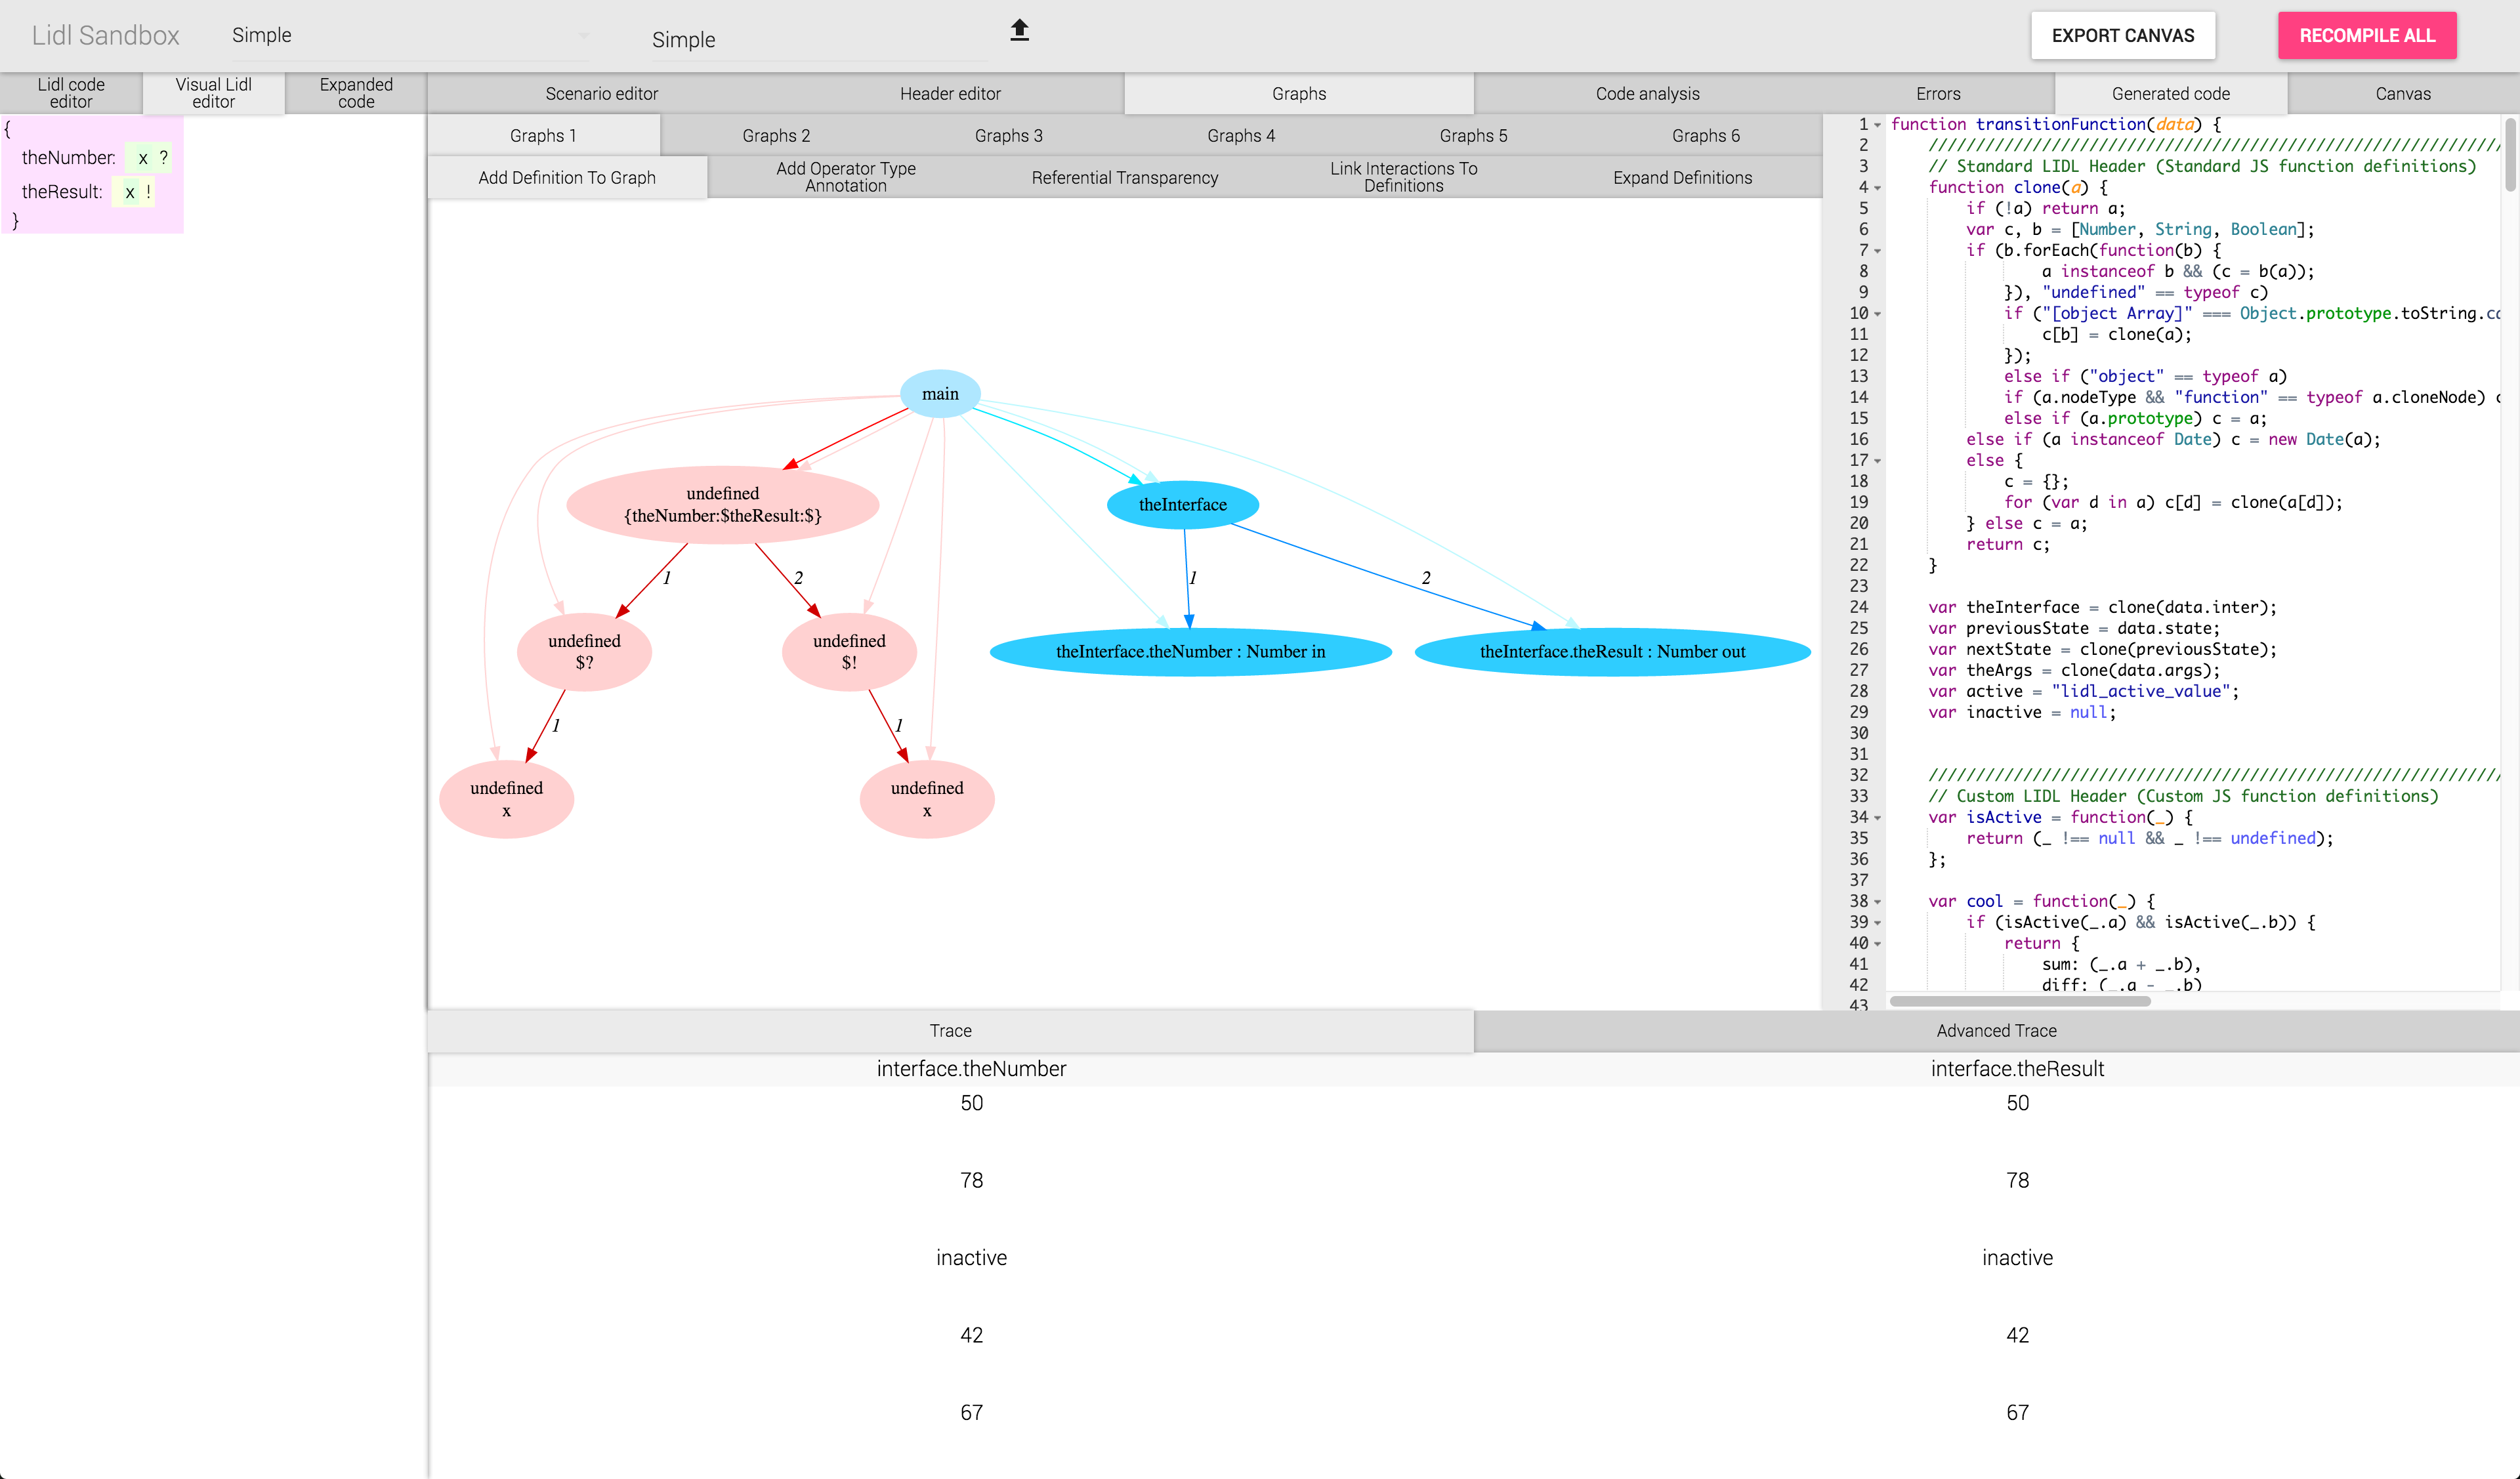 Lidl Sandbox
Simple
Simple
EXPORT CANVAS
RECOMPILE ALL
Lidl code
editor
Visual Lidl
editor
Expanded
code
Scenario editor
Header editor
Graphs
Code analysis
Errors
Generated code
Canvas
{
theNumber: x ?
theResult: x !
}
Graphs 1
Graphs 2
Graphs 3
Graphs 4
Graphs 5
Graphs 6
Add Definition To Graph
Add Operator Type
Annotation
Referential Transparency
Link Interactions To
Definitions
Expand Definitions
main
undefined
{theNumber:$theResult:$}
theInterface
1
2
1
2
undefined
$?
undefined
$!
theInterface.theNumber : Number in
theInterface.theResult : Number out
1
1
undefined
x
undefined
x
1 function transitionFunction(data) {
2 /////////////////////////////////////////////////////////////
3 // Standard LIDL Header (Standard JS function definitions)
4 function clone(a) {
5 if (!a) return a;
6 var c, b = [Number, String, Boolean];
7 if (b.forEach(function(b) {
8 a instanceof b && (c = b(a));
9 }), "undefined" == typeof c)
10 if ("[object Array]" === Object.prototype.toString.ca
11 c[b] = clone(a);
12 });
13 else if ("object" == typeof a)
14 if (a.nodeType && "function" == typeof a.cloneNode) c
15 else if (a.prototype) c = a;
16 else if (a instanceof Date) c = new Date(a);
17 else {
18 c = {};
19 for (var d in a) c[d] = clone(a[d]);
20 } else c = a;
21 return c;
22 }
23
24 var theInterface = clone(data.inter);
25 var previousState = data.state;
26 var nextState = clone(previousState);
27 var theArgs = clone(data.args);
28 var active = "lidl_active_value";
29 var inactive = null;
30
31
32 /////////////////////////////////////////////////////////////
33 // Custom LIDL Header (Custom JS function definitions)
34 var isActive = function(_) {
35 return (_ !== null && _ !== undefined);
36 };
37
38 var cool = function(_) {
39 if (isActive(_.a) && isActive(_.b)) {
40 return {
41 sum: (_.a + _.b),
42 diff: (_.a - _.b)
43
Trace
Advanced Trace
interface.theNumber
interface.theResult
50
50
78
78
inactive
inactive
42
42
67
67